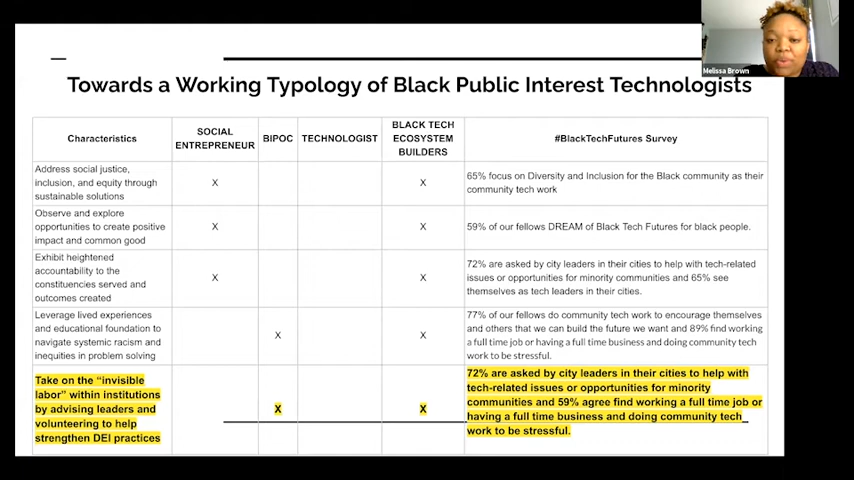 Melissa Brown
Towards a Working Typology of Black Public Interest Technologists
Characteristics
SOCIAL
ENTREPRENEUR
BIPOC
TECHNOLOGIST
BLACK TECH
ECOSYSTEM
BUILDERS
#BlackTechFutures Survey
Address social justice,
inclusion, and equity through
sustainable solutions
X
X
65% focus on Diversity and Inclusion for the Black community as their
community tech work
Observe and explore
opportunities to create positive
impact and common good
X
X
59% of our fellows DREAM of Black Tech Futures for black people.
Exhibit heightened
accountability to the
constituencies served and
outcomes created
X
X
72% are asked by city leaders in their cities to help with tech-related
issues or opportunities for minority communities and 65% see
themselves as tech leaders in their cities.
Leverage lived experiences
and educational foundation to
navigate systemic racism and
inequities in problem solving
X
X
77% of our fellows do community tech work to encourage themselves
and others that we can build the future we want and 89% find working
a full time job or having a full time business and doing community tech
work to be stressful.
Take on the “invisible
labor” within institutions
by advising leaders and
volunteering to help
strengthen DEI practices
X
X
72% are asked by city leaders in their cities to help with
tech-related issues or opportunities for minority
communities and 59% agree find working a full time job or
having a full time business and doing community tech
work to be stressful.